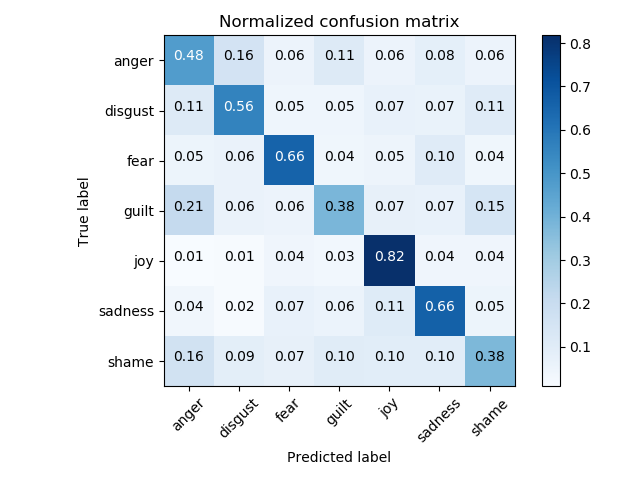 Normalized confusion matrix
True label
anger 0.48 0.16 0.06 0.11 0.06 0.08 0.06
disgust 0.11 0.56 0.05 0.05 0.07 0.07 0.11
fear 0.05 0.06 0.66 0.04 0.05 0.10 0.04
guilt 0.21 0.06 0.06 0.38 0.07 0.07 0.15
joy 0.01 0.01 0.04 0.03 0.82 0.04 0.04
sadness 0.04 0.02 0.07 0.06 0.11 0.66 0.05
shame 0.16 0.09 0.07 0.10 0.10 0.10 0.38
anger disgust fear guilt joy sadness shame
Predicted label
0.8
0.7
0.6
0.5
0.4
0.3
0.2
0.1